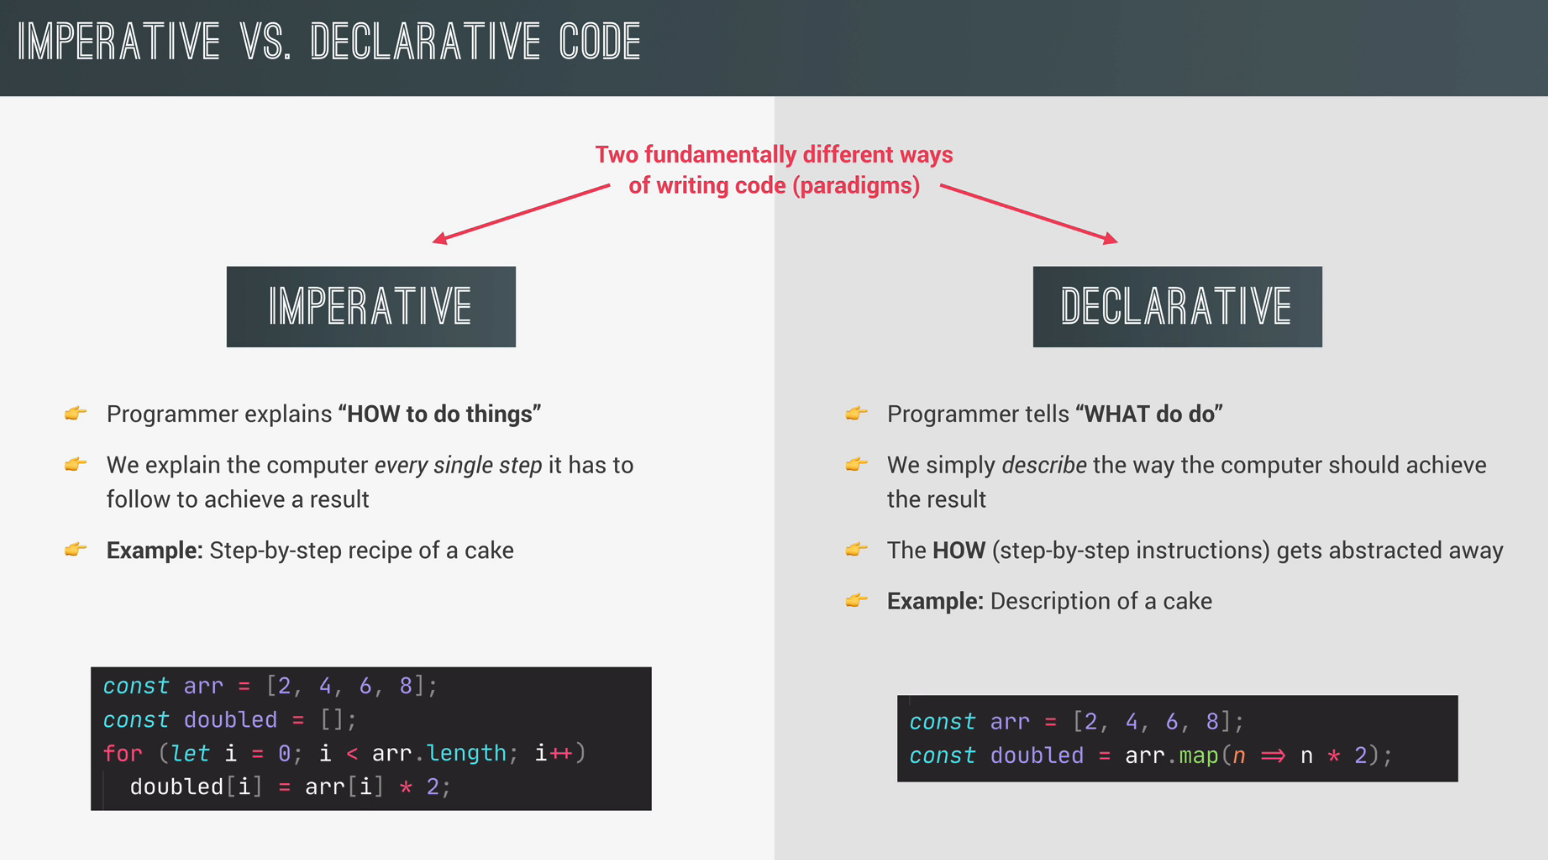 IMPERATIVE VS. DECLARATIVE CODE
Two fundamentally different ways
of writing code (paradigms)
IMPERATIVE
👉 Programmer explains “HOW to do things”
👉 We explain the computer every single step it has to
follow to achieve a result
👉 Example: Step-by-step recipe of a cake
const arr = [2, 4, 6, 8];
const doubled = [];
for (let i = 0; i < arr.length; i++)
doubled[i] = arr[i] * 2;
DECLARATIVE
👉 Programmer tells “WHAT do do”
👉 We simply describe the way the computer should achieve
the result
👉 The HOW (step-by-step instructions) gets abstracted away
👉 Example: Description of a cake
const arr = [2, 4, 6, 8];
const doubled = arr.map(n => n * 2);